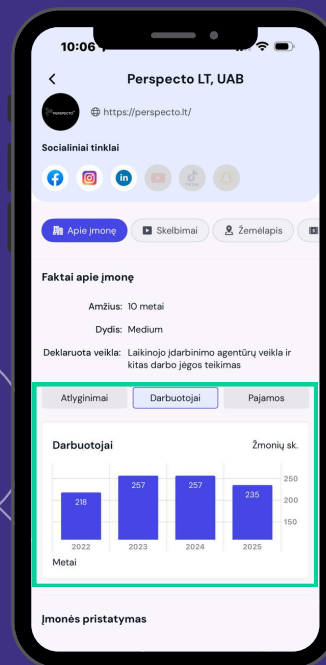 10:06
Perspecto LT, UAB
PERSPECTO
https://perspecto.lt/
Socialiniai tinklai
in
TikTok
Apie įmonę
Skelbimai
Žemėlapis
Faktai apie įmonę
Amžius: 10 metai
Dydis: Medium
Deklaruota veikla: Laikinojo įdarbinimo agentūrų veikla ir
kitas darbo jėgos teikimas
Atlyginimai
Darbuotojai
Pajamos
Darbuotojai
Žmonių sk.
218
257
257
235
250
200
150
2022
2023
2024
2025
Metai
Įmonės pristatymas